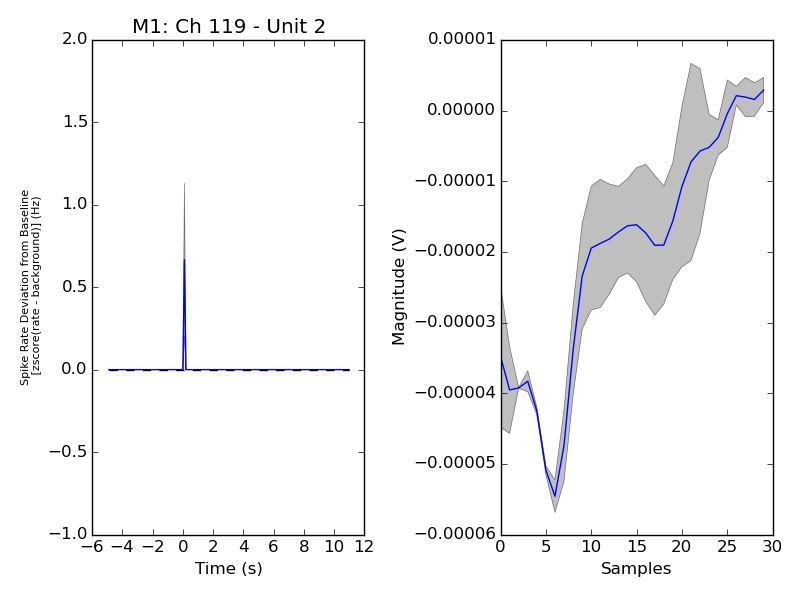 M1: Ch 119 - Unit 2
2.0
1.5
1.0
0.5
0.0
−0.5
−1.0
Spike Rate Deviation from Baseline
[zscore(rate - background)] (Hz)
−6 −4 −2 0 2 4 6 8 10 12
Time (s)
0.00001
0.00000
−0.00001
−0.00002
−0.00003
−0.00004
−0.00005
−0.00006
Magnitude (V)
0 5 10 15 20 25 30
Samples